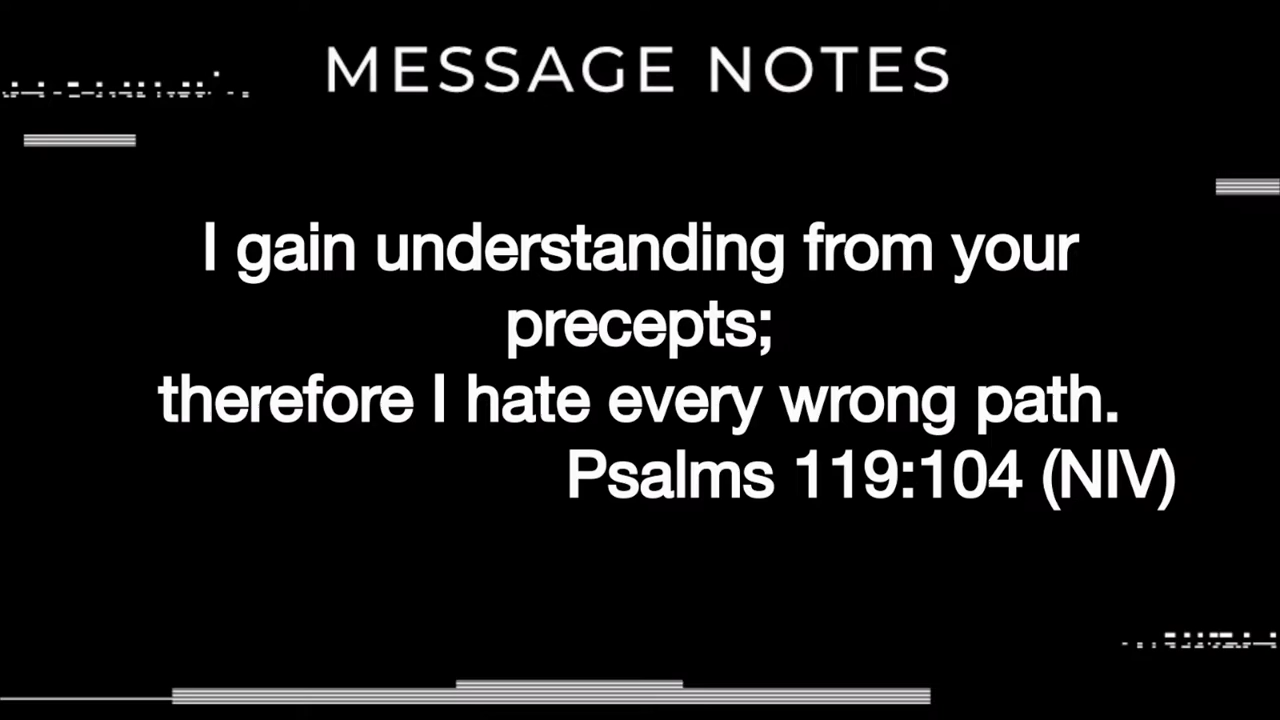 MESSAGE NOTES
I gain understanding from your
precepts;
therefore I hate every wrong path.
Psalms 119:104 (NIV)